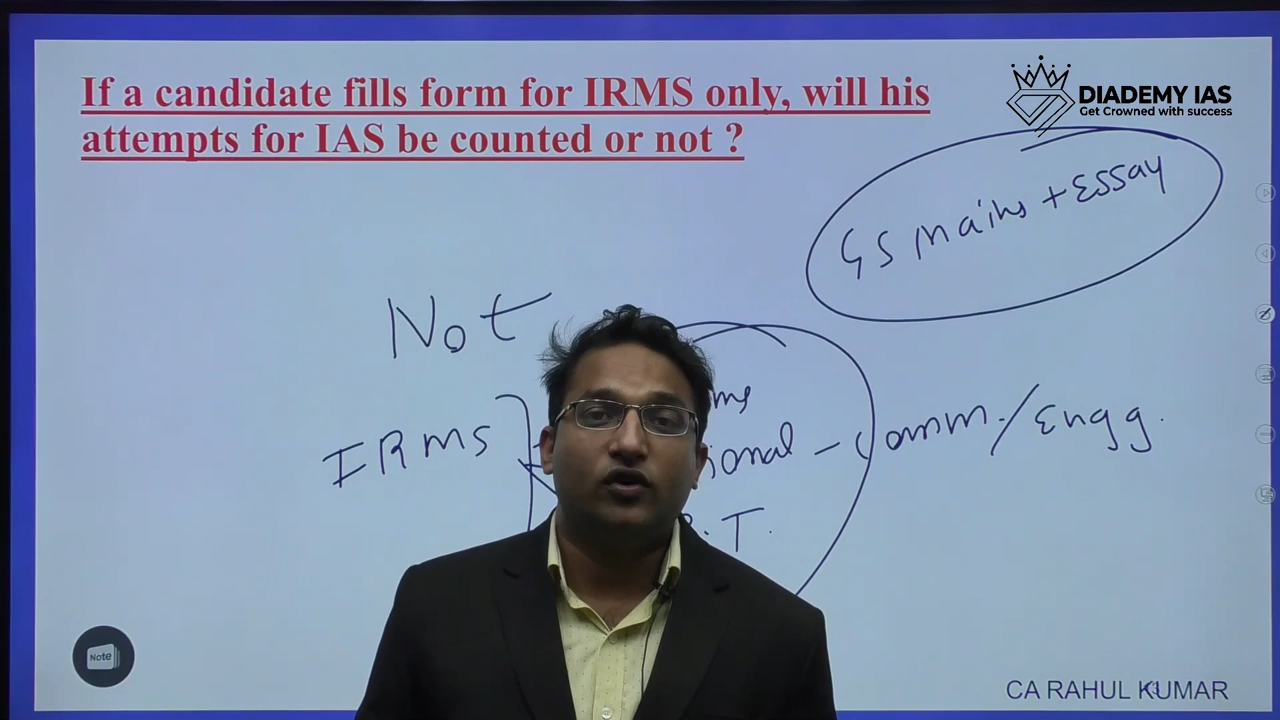 If a candidate fills form for IRMS only, will his
attempts for IAS be counted or not ?
DIADEMY IAS
Get Crowned with success
GS Mains + Essay
Not
IRMS
Comm./Engg.
Note
CA RAHUL KUMAR